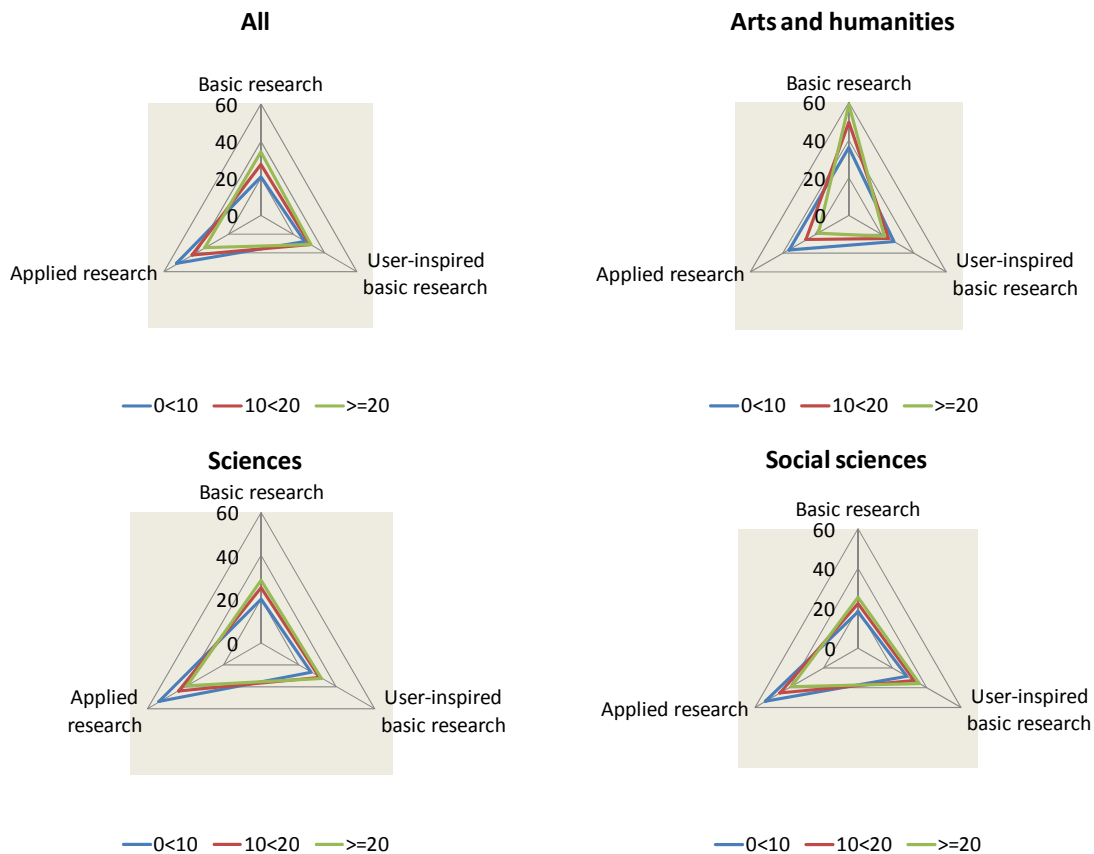 All
Basic research
60
40
20
0
Applied research
User-inspired
basic research
0<10 10<20 >=20
Arts and humanities
Basic research
60
40
20
0
Applied research
User-inspired
basic research
0<10 10<20 >=20
Sciences
Basic research
60
40
20
0
Applied
research
User-inspired
basic research
0<10 10<20 >=20
Social sciences
Basic research
60
40
20
0
Applied research
User-inspired
basic research
0<10 10<20 >=20